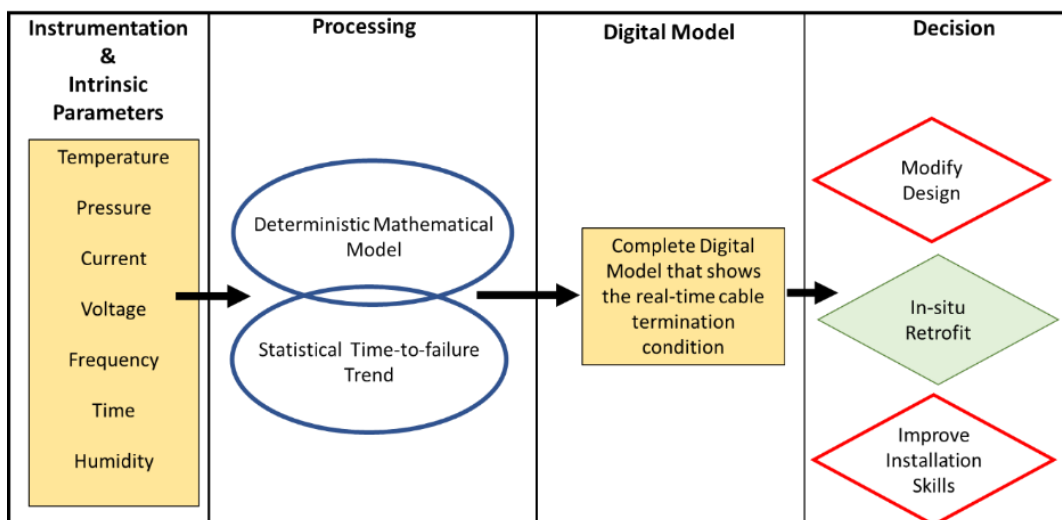 Instrumentation
&
Intrinsic
Parameters
Temperature
Pressure
Current
Voltage
Frequency
Time
Humidity
Processing
Deterministic Mathematical
Model
Statistical Time-to-failure
Trend
Digital Model
Complete Digital
Model that shows
the real-time cable
termination
condition
Decision
Modify
Design
In-situ
Retrofit
Improve
Installation
Skills